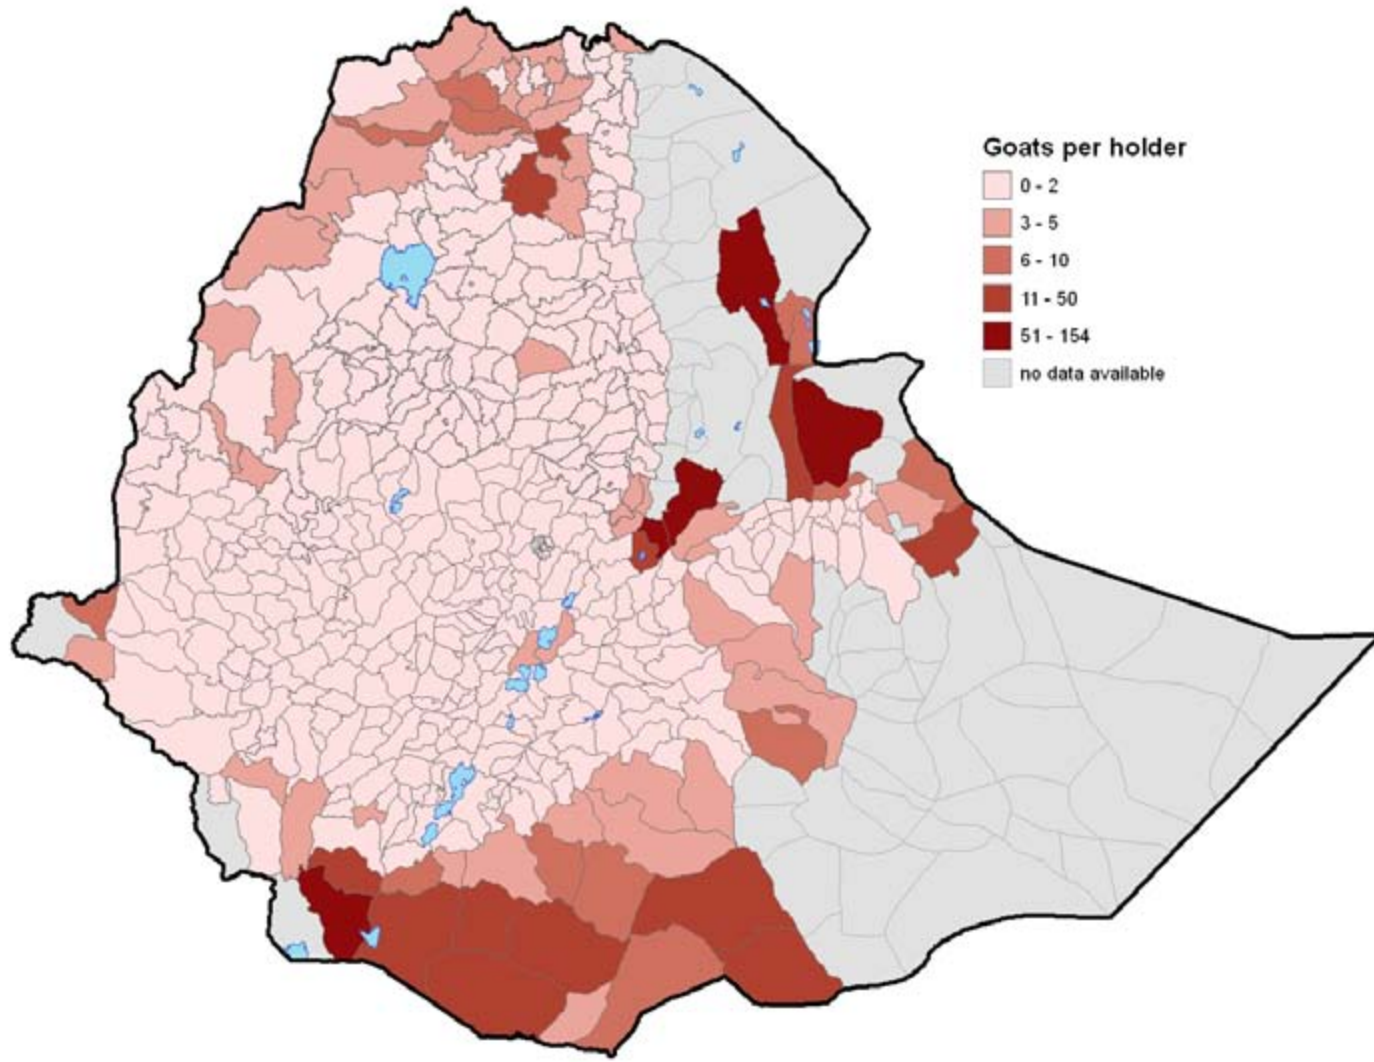 Goats per holder
0 - 2
3 - 5
6 - 10
11 - 50
51 - 154
no data available